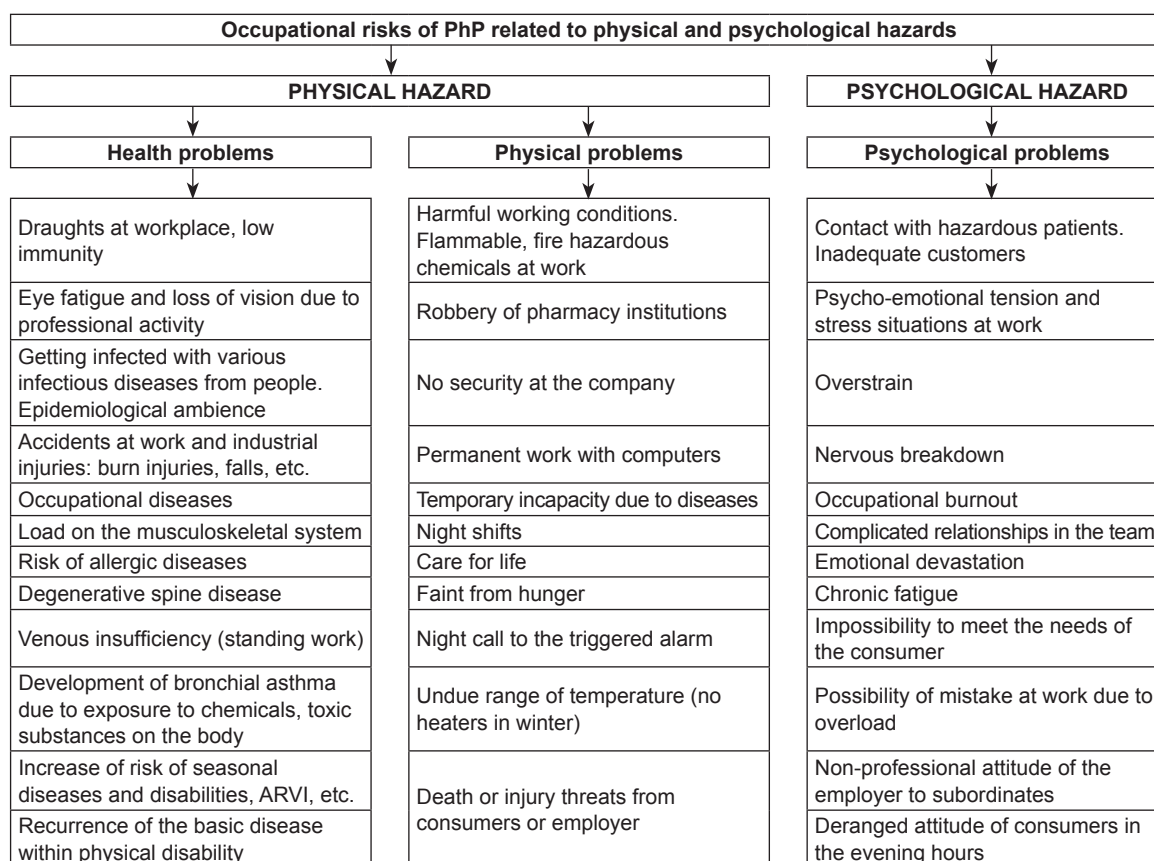 Occupational risks of PhP related to physical and psychological hazards
PHYSICAL HAZARD
PSYCHOLOGICAL HAZARD
Health problems
Physical problems
Psychological problems
Draughts at workplace, low
immunity
Eye fatigue and loss of vision due to
professional activity
Getting infected with various
infectious diseases from people.
Epidemiological ambience
Accidents at work and industrial
injuries: burn injuries, falls, etc.
Occupational diseases
Load on the musculoskeletal system
Risk of allergic diseases
Degenerative spine disease
Venous insufficiency (standing work)
Development of bronchial asthma
due to exposure to chemicals, toxic
substances on the body
Increase of risk of seasonal
diseases and disabilities, ARVI, etc.
Recurrence of the basic disease
within physical disability
Harmful working conditions.
Flammable, fire hazardous
chemicals at work
Robbery of pharmacy institutions
No security at the company
Permanent work with computers
Temporary incapacity due to diseases
Night shifts
Care for life
Faint from hunger
Night call to the triggered alarm
Undue range of temperature (no
heaters in winter)
Death or injury threats from
consumers or employer
Contact with hazardous patients.
Inadequate customers
Psycho-emotional tension and
stress situations at work
Overstrain
Nervous breakdown
Occupational burnout
Complicated relationships in the team
Emotional devastation
Chronic fatigue
Impossibility to meet the needs of
the consumer
Possibility of mistake at work due to
overload
Non-professional attitude of the
employer to subordinates
Deranged attitude of consumers in
the evening hours